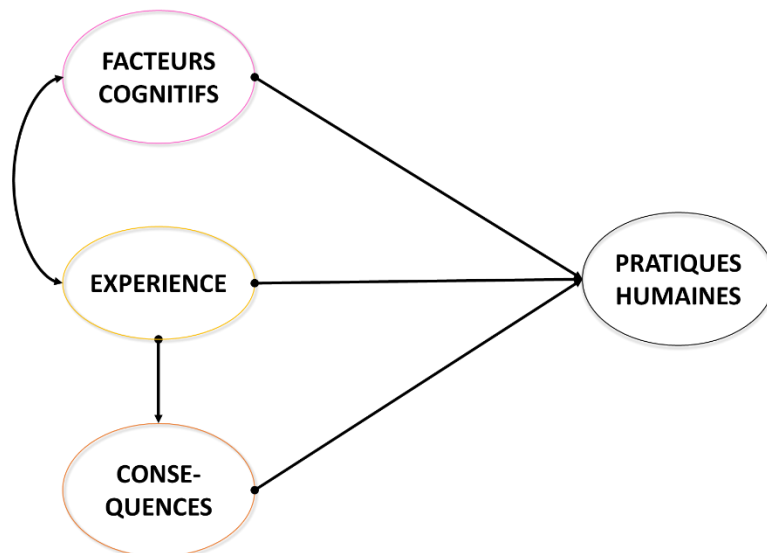 FACTEURS
COGNITIFS
EXPERIENCE
PRATIQUES
HUMAINES
CONSE-
QUENCES